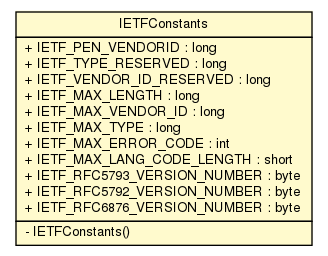 IETFConstants
+ IETF_PEN_VENDORID : long
+ IETF_TYPE_RESERVED : long
+ IETF_VENDOR_ID_RESERVED : long
+ IETF_MAX_LENGTH : long
+ IETF_MAX_VENDOR_ID : long
+ IETF_MAX_TYPE : long
+ IETF_MAX_ERROR_CODE : int
+ IETF_MAX_LANG_CODE_LENGTH : short
+ IETF_RFC5793_VERSION_NUMBER : byte
+ IETF_RFC5792_VERSION_NUMBER : byte
+ IETF_RFC6876_VERSION_NUMBER : byte
- IETFConstants()